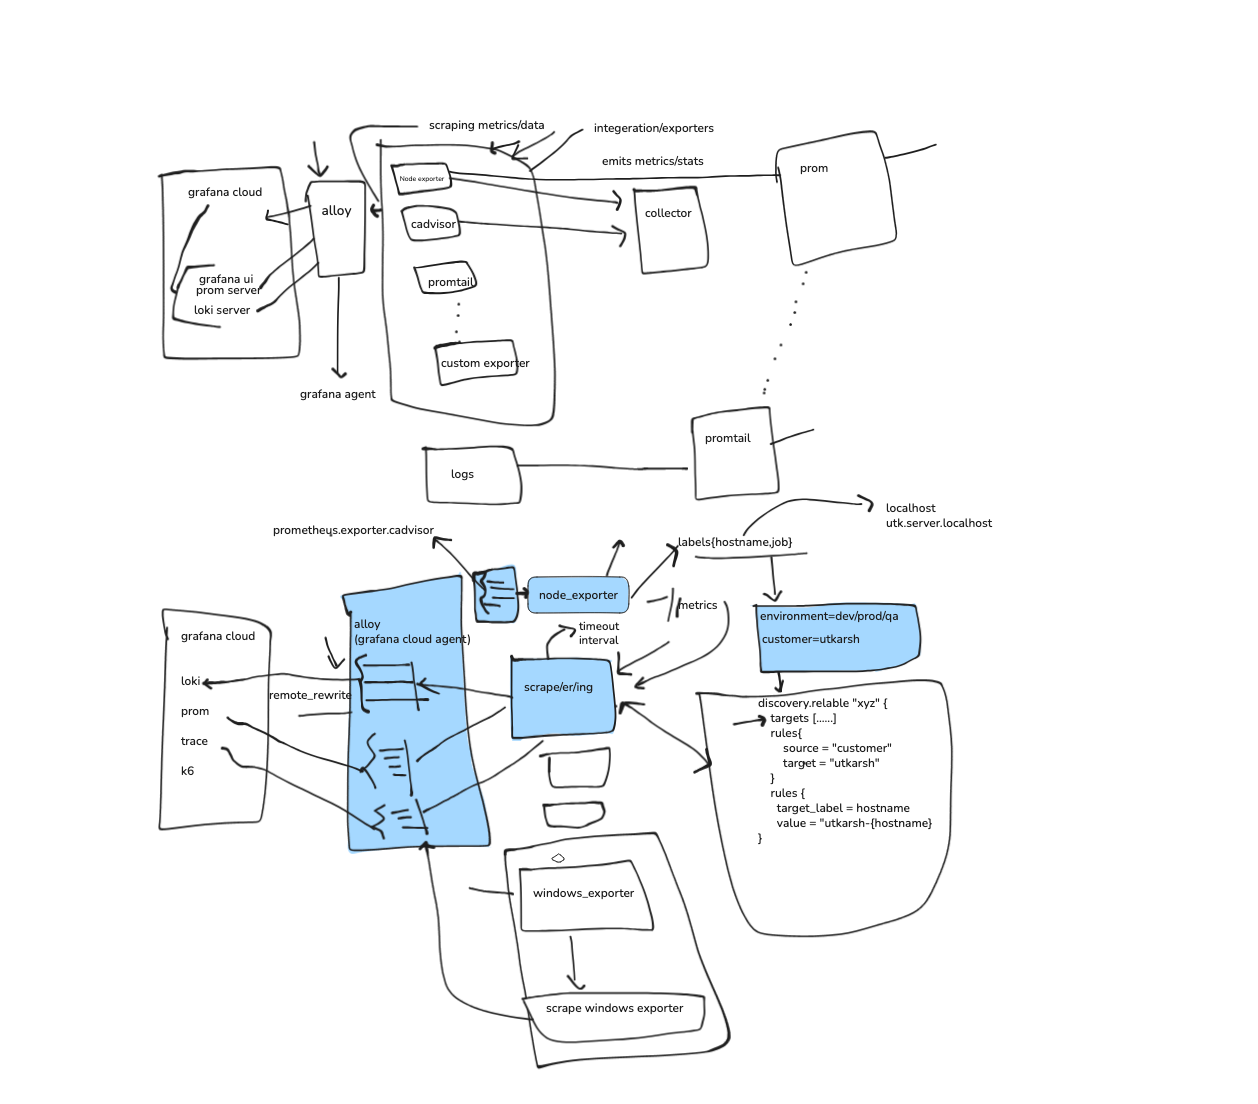 scraping metrics/data
integeration/exporters
emits metrics/stats
prom
grafana cloud
alloy
Node exporter
cadvisor
collector
promtail
grafana ui
prom server
loki server
custom exporter
grafana agent
logs
promtail
localhost
utk.server.localhost
prometheus.exporter.cadvisor
labels{hostname,job}
node_exporter
metrics
environment=dev/prod/qa
customer=utkarsh
timeout
interval
alloy
(grafana cloud agent)
grafana cloud
loki
remote_rewrite
prom
trace
k6
scrape/er/ing
discovery.relable "xyz" {
targets [......]
rules{
source = "customer"
target = "utkarsh"
}
rules {
target_label = hostname
value = "utkarsh-{hostname}
}
windows_exporter
scrape windows exporter